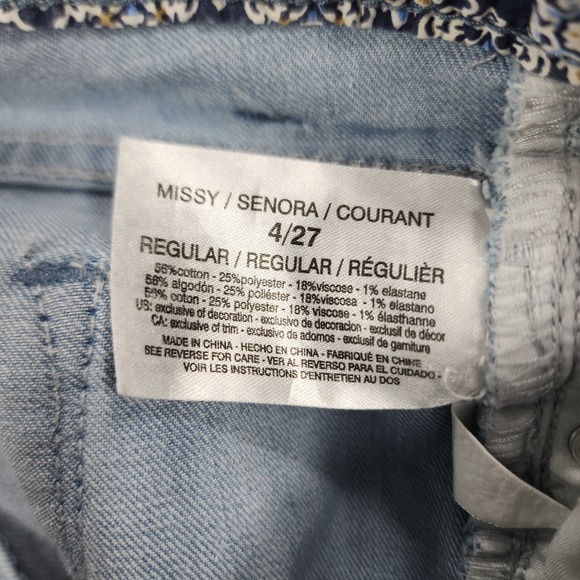 MISSY / SENORA / COURANT
4/27
REGULAR / REGULAR / RÉGULIÈR
56%cotton - 25%polyester - 18%viscose - 1% elastane
56% algodón - 25% poliéster - 18%viscosa - 1% elastano
56% coton - 25% polyester - 18% viscose - 1% élasthanne
US: exclusive of decoration - exclusivo de decoracion - exclusif de décor
CA: exclusive of trim - exclusivo de adornos - exclusif de garniture
MADE IN CHINA - HECHO EN CHINA - FABRIQUÉ EN CHINE
SEE REVERSE FOR CARE - VER AL REVERSO PARA EL CUIDADO -
VOIR LES INSTRUCTIONS D'ENTRETIEN AU DOS